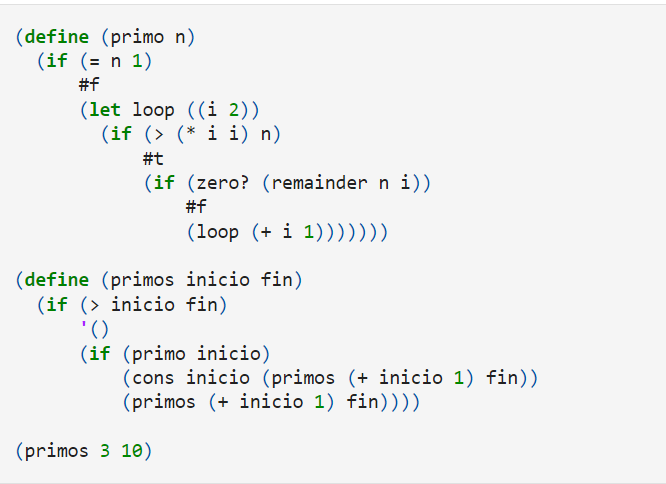 (define (primo n)
  (if (= n 1)
      #f
      (let loop ((i 2))
        (if (> (* i i) n)
            #t
            (if (zero? (remainder n i))
                #f
                (loop (+ i 1)))))))

(define (primos inicio fin)
  (if (> inicio fin)
      '()
      (if (primo inicio)
          (cons inicio (primos (+ inicio 1) fin))
          (primos (+ inicio 1) fin))))

(primos 3 10)